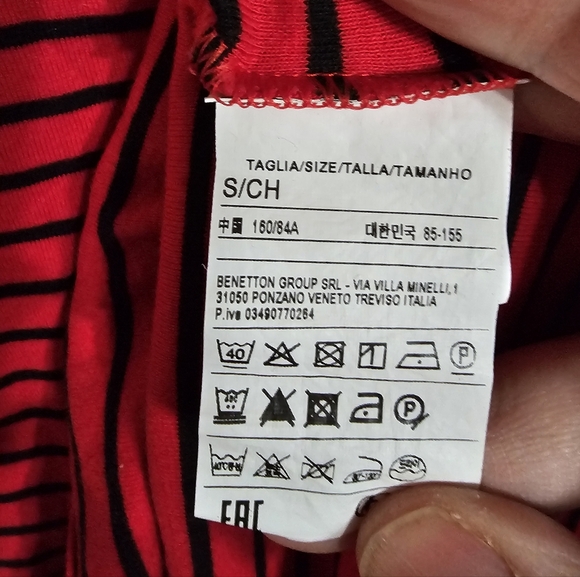 TAGLIA/SIZE/TALLA/TAMANHO
S/CH
中国 160/84A 대한민국 85-155
BENETTON GROUP SRL - VIA VILLA MINELLI,1
31050 PONZANO VENETO TREVISO ITALIA
P.iva 03490770264
40 P
P
EAC